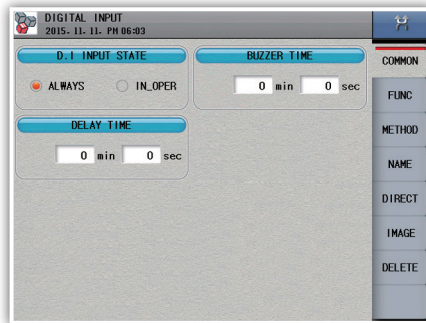 DIGITAL INPUT
2015. 11. 11. PM 06:03
D.I INPUT STATE
ALWAYS IN_OPER
BUZZER TIME
0 min 0 sec
DELAY TIME
0 min 0 sec
COMMON
FUNC
METHOD
NAME
DIRECT
IMAGE
DELETE